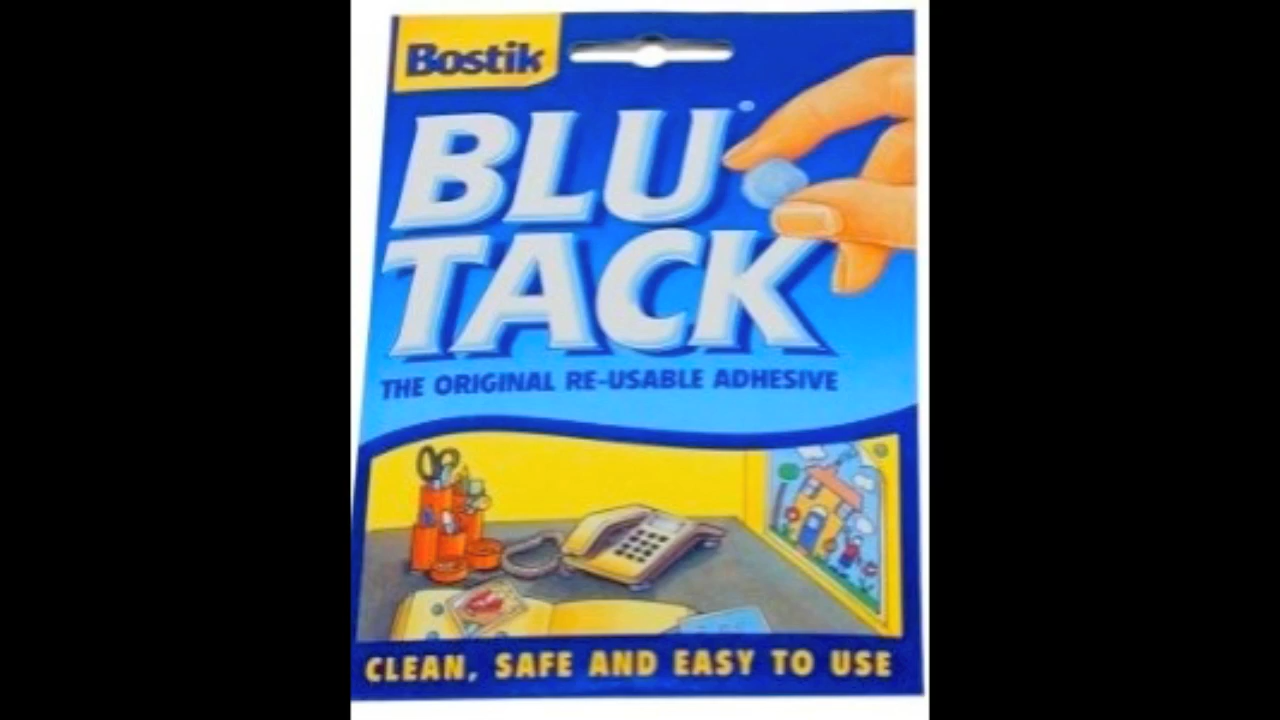 Bostik
BLU
TACK
THE ORIGINAL RE-USABLE ADHESIVE
CLEAN, SAFE AND EASY TO USE